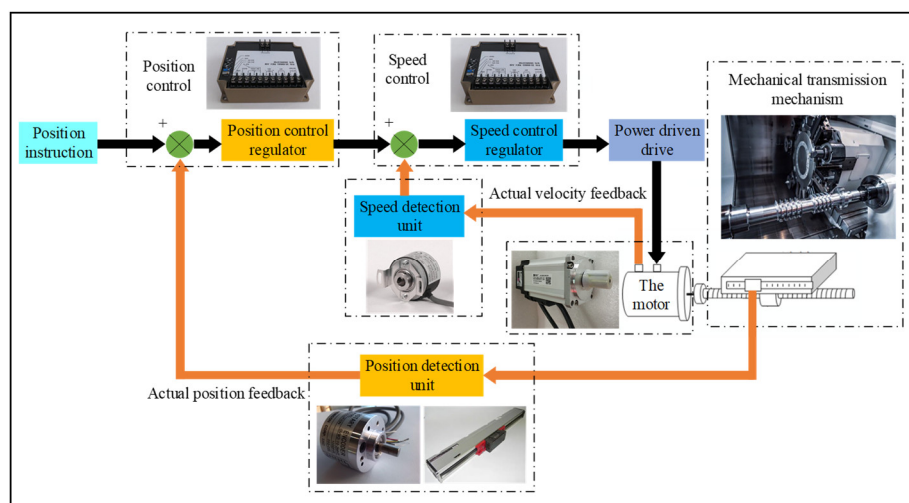 Position
control
Speed
control
Mechanical transmission
mechanism
+
+
Position
instruction
Position control
regulator
Speed control
regulator
Power driven
drive
Speed detection
unit
Actual velocity feedback
The
motor
Position detection
unit
Actual position feedback